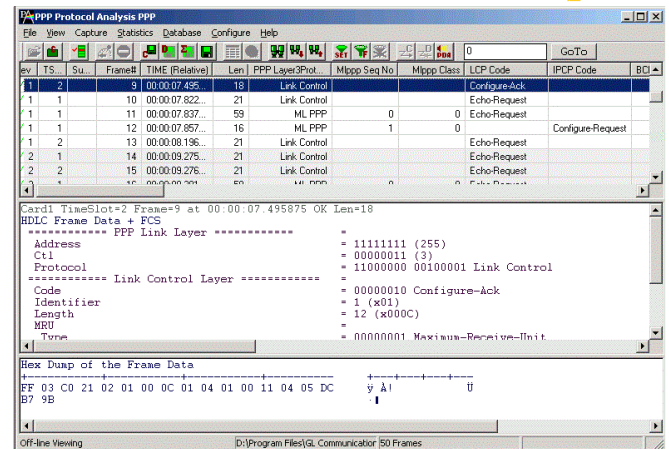 PPP Protocol Analysis PPP
File View Capture Statistics Database Configure Help
0 GoTo
ev TS... Su... Frame# TIME (Relative) Len PPP Layer3Prot... Mlppp Seq No Mlppp Class LCP Code IPCP Code BCI
1 2 9 00:00:07.495... 18 Link Control Configure-Ack
1 1 10 00:00:07.822... 21 Link Control Echo-Request
1 1 11 00:00:07.837... 59 ML PPP 0 0 Echo-Request
1 1 12 00:00:07.857... 16 ML PPP 1 0 Configure-Request
1 2 13 00:00:08.196... 21 Link Control Echo-Request
2 1 14 00:00:09.275... 21 Link Control Echo-Request
2 2 15 00:00:09.276... 21 Link Control Echo-Request
Card1 TimeSlot=2 Frame=9 at 00:00:07.495875 OK Len=18
HDLC Frame Data + FCS
============ PPP Link Layer ============ =
Address = 11111111 (255)
Ctl = 00000011 (3)
Protocol = 11000000 00100001 Link Control
============ Link Control Layer ============ =
Code = 00000010 Configure-Ack
Identifier = 1 (x01)
Length = 12 (x000C)
MRU =
Type = 00000001 Maximum-Receive-Unit
Hex Dump of the Frame Data
FF 03 C0 21 02 01 00 0C 01 04 01 00 11 04 05 DC ÿ À! Ü
B7 9B ·
Off-line Viewing D:\Program Files\GL Communication 50 Frames